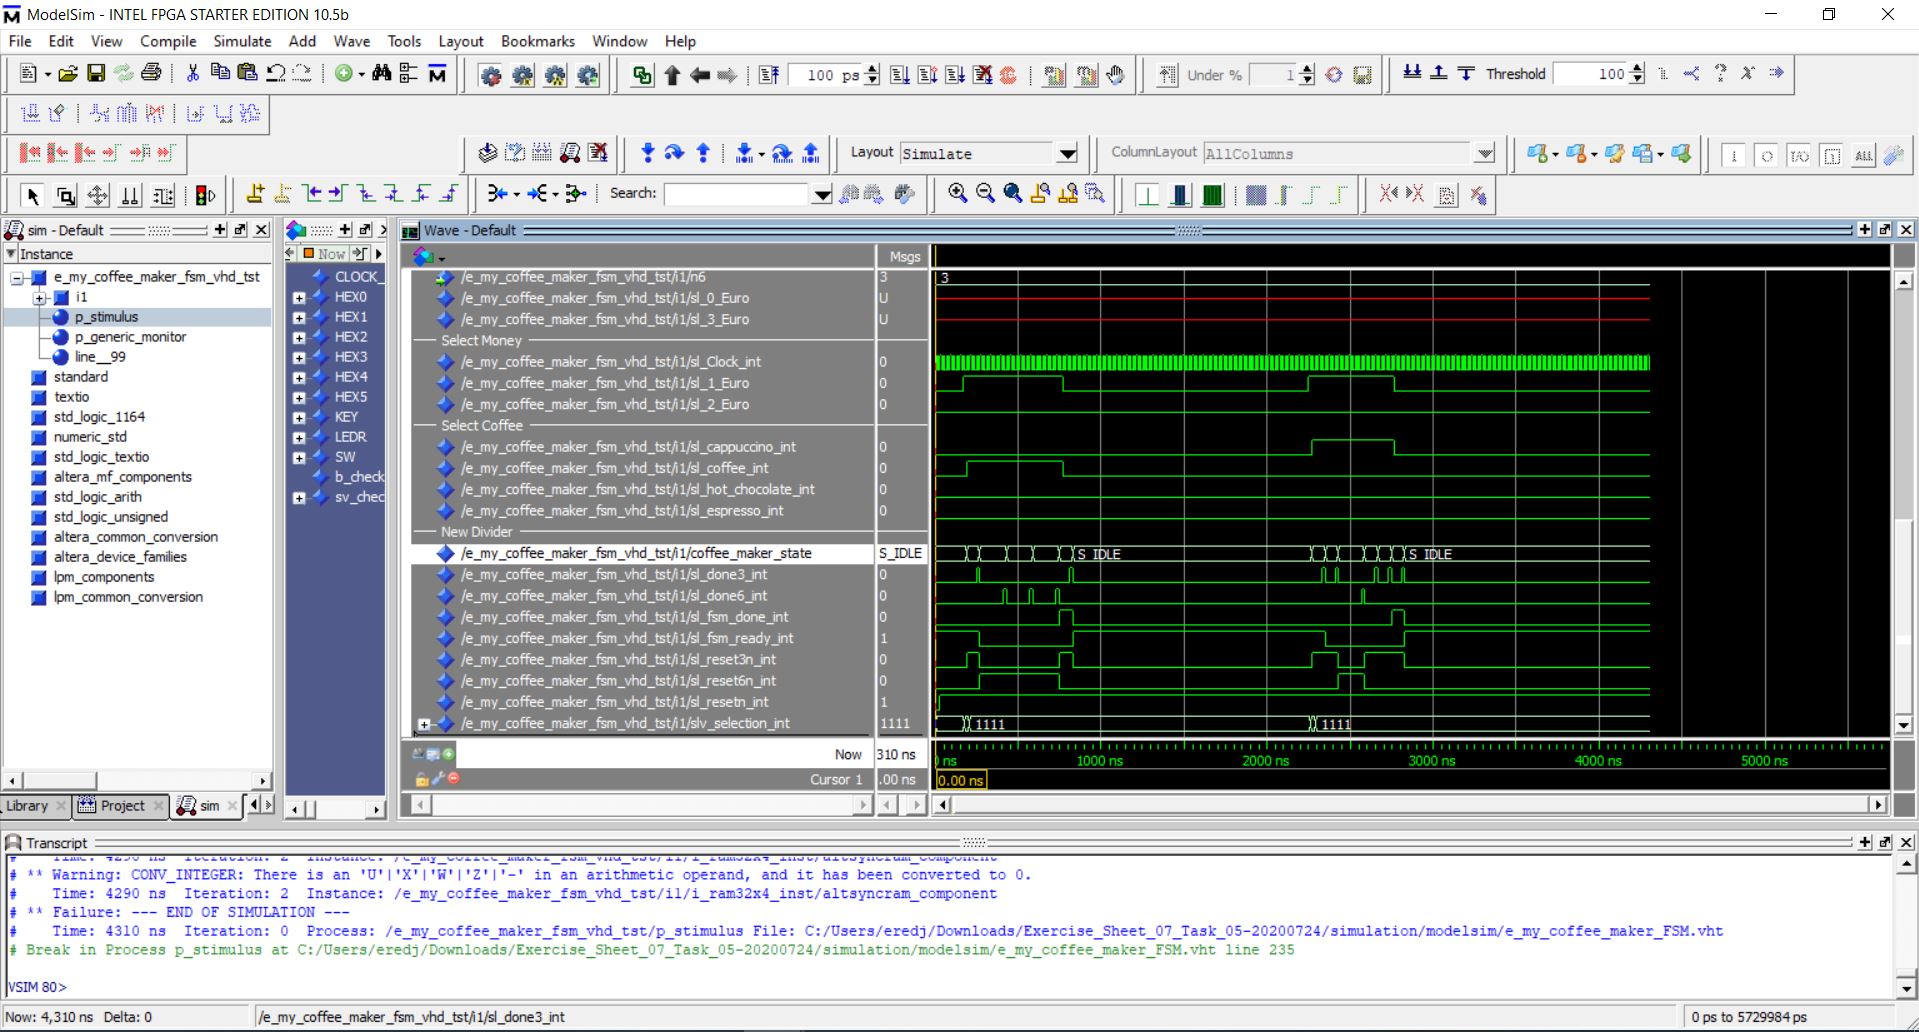 ModelSim - INTEL FPGA STARTER EDITION 10.5b
File Edit View Compile Simulate Add Wave Tools Layout Bookmarks Window Help
100 ps Under % 1 Threshold 100
Layout Simulate ColumnLayout AllColumns
Search:
sim - Default
Instance
e_my_coffee_maker_fsm_vhd_tst
i1
p_stimulus
p_generic_monitor
line__99
standard
textio
std_logic_1164
numeric_std
std_logic_textio
altera_mf_components
std_logic_arith
std_logic_unsigned
altera_common_conversion
altera_device_families
lpm_components
lpm_common_conversion
Library Project sim
Now
CLOCK_
HEX0
HEX1
HEX2
HEX3
HEX4
HEX5
KEY
LEDR
SW
b_check
sv_chec
Wave - Default
Msgs
/e_my_coffee_maker_fsm_vhd_tst/i1/n6 3 3
/e_my_coffee_maker_fsm_vhd_tst/i1/sl_0_Euro U
/e_my_coffee_maker_fsm_vhd_tst/i1/sl_3_Euro U
Select Money
/e_my_coffee_maker_fsm_vhd_tst/i1/sl_Clock_int 0
/e_my_coffee_maker_fsm_vhd_tst/i1/sl_1_Euro 0
/e_my_coffee_maker_fsm_vhd_tst/i1/sl_2_Euro 0
Select Coffee
/e_my_coffee_maker_fsm_vhd_tst/i1/sl_cappuccino_int 0
/e_my_coffee_maker_fsm_vhd_tst/i1/sl_coffee_int 0
/e_my_coffee_maker_fsm_vhd_tst/i1/sl_hot_chocolate_int 0
/e_my_coffee_maker_fsm_vhd_tst/i1/sl_espresso_int 0
New Divider
/e_my_coffee_maker_fsm_vhd_tst/i1/coffee_maker_state S_IDLE S_IDLE S_IDLE
/e_my_coffee_maker_fsm_vhd_tst/i1/sl_done3_int 0
/e_my_coffee_maker_fsm_vhd_tst/i1/sl_done6_int 0
/e_my_coffee_maker_fsm_vhd_tst/i1/sl_fsm_done_int 0
/e_my_coffee_maker_fsm_vhd_tst/i1/sl_fsm_ready_int 1
/e_my_coffee_maker_fsm_vhd_tst/i1/sl_reset3n_int 0
/e_my_coffee_maker_fsm_vhd_tst/i1/sl_reset6n_int 0
/e_my_coffee_maker_fsm_vhd_tst/i1/sl_resetn_int 1
/e_my_coffee_maker_fsm_vhd_tst/i1/slv_selection_int 1111 1111 1111
Now 310 ns ns 1000 ns 2000 ns 3000 ns 4000 ns 5000 ns
Cursor 1 .00 ns 0.00 ns
Transcript
# Time: 4290 ns Iteration: 2 Instance: /e_my_coffee_maker_fsm_vhd_tst/i1/i_ram32x4_inst/altsyncram_component
# ** Warning: CONV_INTEGER: There is an 'U'|'X'|'W'|'Z'|'-' in an arithmetic operand, and it has been converted to 0.
# Time: 4290 ns Iteration: 2 Instance: /e_my_coffee_maker_fsm_vhd_tst/i1/i_ram32x4_inst/altsyncram_component
# ** Failure: --- END OF SIMULATION ---
# Time: 4310 ns Iteration: 0 Process: /e_my_coffee_maker_fsm_vhd_tst/p_stimulus File: C:/Users/eredj/Downloads/Exercise_Sheet_07_Task_05-20200724/simulation/modelsim/e_my_coffee_maker_FSM.vht
# Break in Process p_stimulus at C:/Users/eredj/Downloads/Exercise_Sheet_07_Task_05-20200724/simulation/modelsim/e_my_coffee_maker_FSM.vht line 235
VSIM 80>
Now: 4,310 ns Delta: 0 /e_my_coffee_maker_fsm_vhd_tst/i1/sl_done3_int 0 ps to 5729984 ps